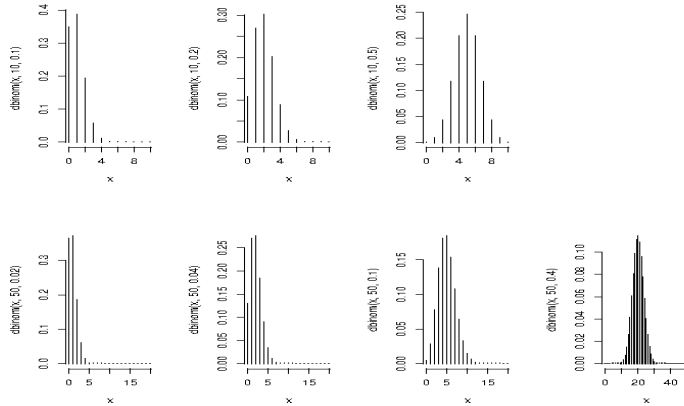 dbinom(x, 10, 0.1)
0.0 0.1 0.2 0.3 0.4
0 4 8
x
dbinom(x, 10, 0.2)
0.00 0.10 0.20 0.30
0 4 8
x
dbinom(x, 10, 0.5)
0.00 0.05 0.10 0.15 0.20 0.25
0 4 8
x
dbinom(x, 50, 0.02)
0.0 0.1 0.2 0.3
0 5 15
x
dbinom(x, 50, 0.04)
0.00 0.05 0.10 0.15 0.20 0.25
0 5 15
x
dbinom(x, 50, 0.1)
0.00 0.05 0.10 0.15
0 5 15
x
dbinom(x, 50, 0.4)
0.00 0.02 0.04 0.06 0.08 0.10
0 20 40
x